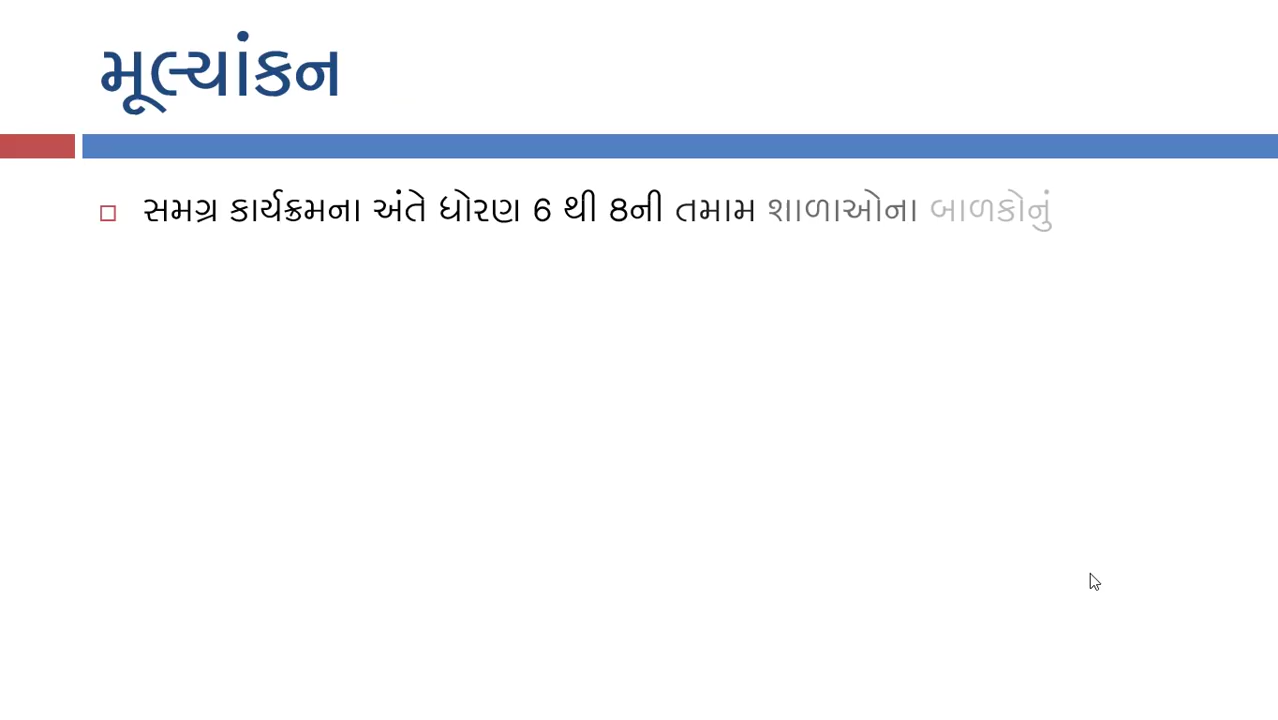 મૂલ્યાંકન
સમગ્ર કાર્યક્રમના અંતે ધોરણ 6 થી 8ની તમામ શાળાઓના બાળકોનું